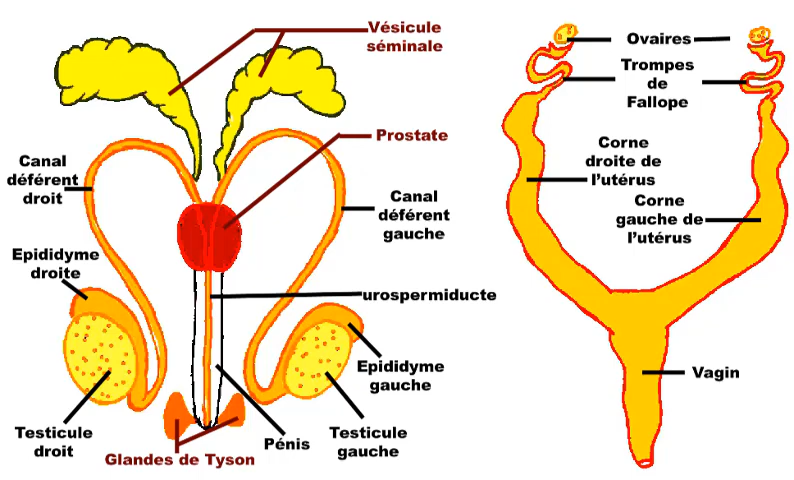 Vésicule
séminale
Prostate
Canal
déférent
droit
Canal
déférent
gauche
Epididyme
droite
urospermiducte
Epididyme
gauche
Testicule
droit
Pénis
Testicule
gauche
Glandes de Tyson
Ovaires
Trompes
de
Fallope
Corne
droite de
l'utérus
Corne
gauche de
l'utérus
Vagin